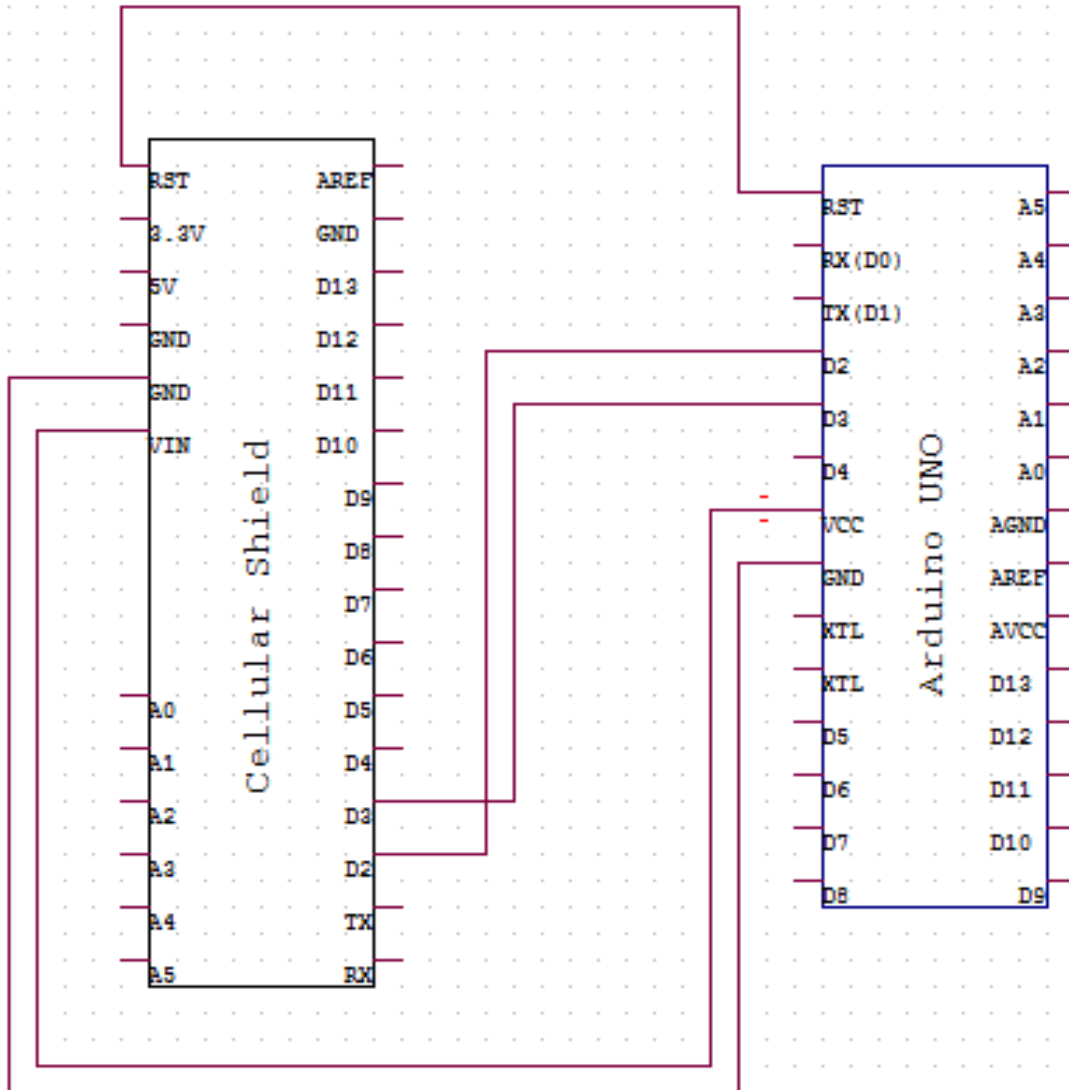 RST
3.3V
5V
GND
GND
VIN
A0
A1
A2
A3
A4
A5
Cellular Shield
AREF
GND
D13
D12
D11
D10
D9
D8
D7
D6
D5
D4
D3
D2
TX
RX
RST
RX(D0)
TX(D1)
D2
D3
D4
VCC
GND
XTL
XTL
D5
D6
D7
D8
Arduino UNO
A5
A4
A3
A2
A1
A0
AGND
AREF
AVCC
D13
D12
D11
D10
D9